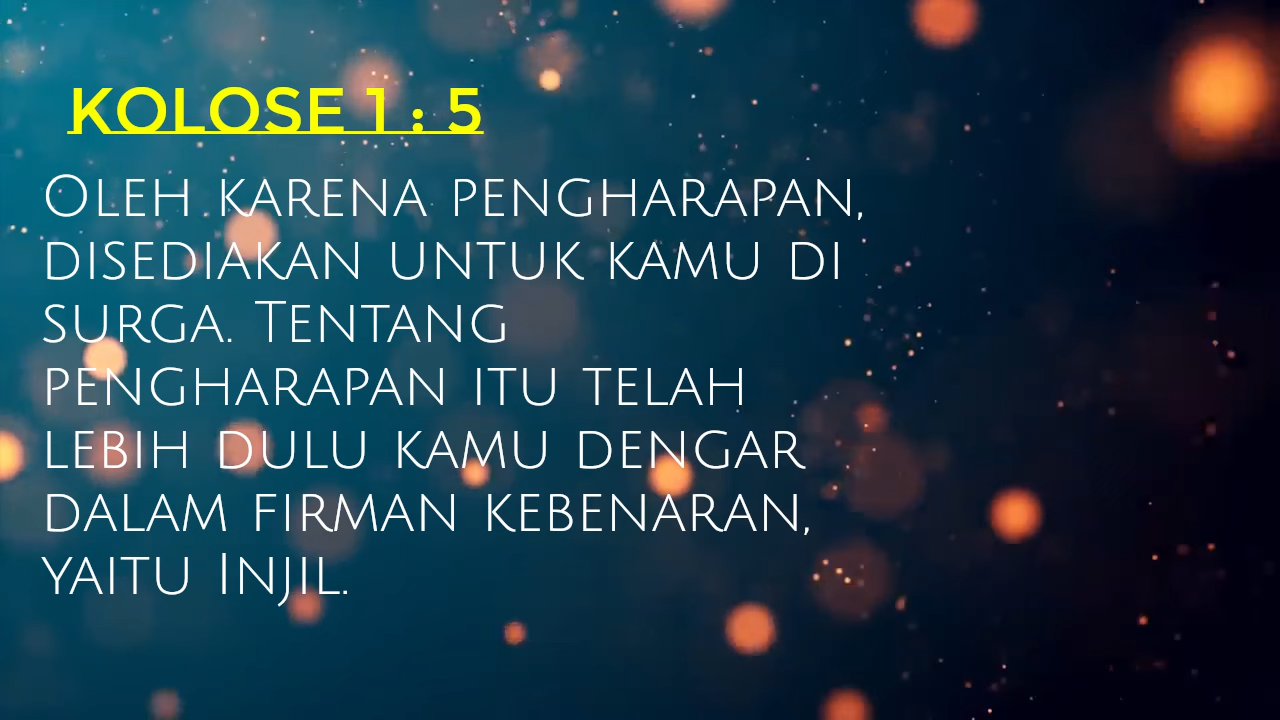 KOLOSE 1 : 5
Oleh karena pengharapan,
disediakan untuk kamu di
surga. Tentang
pengharapan itu telah
lebih dulu kamu dengar
dalam firman kebenaran,
yaitu Injil.